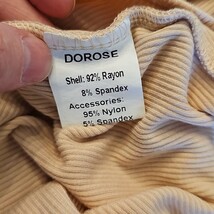 DOROSE
Shell: 92% Rayon
8% Spandex
Accessories:
95% Nylon
5% Spandex